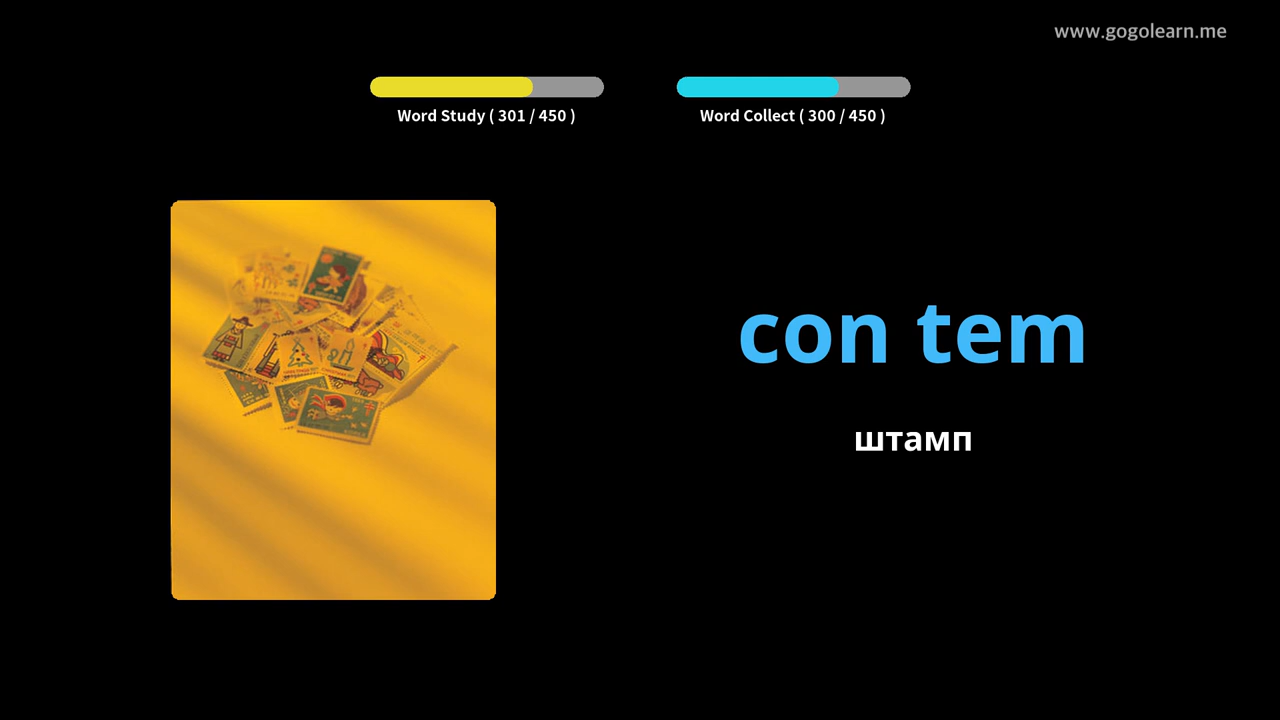 www.gogolearn.me
Word Study ( 301 / 450 )
Word Collect ( 300 / 450 )
con tem
штамп